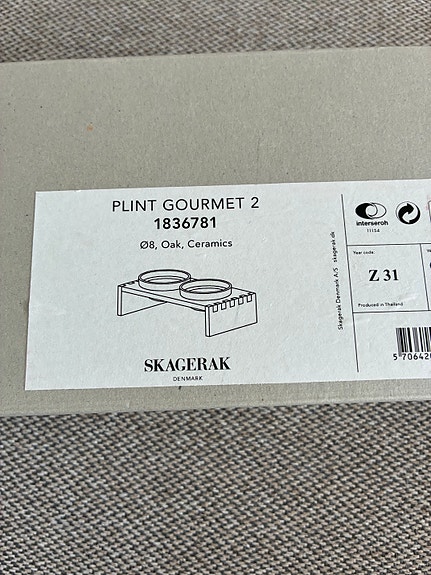 PLINT GOURMET 2
1836781
Ø8, Oak, Ceramics
SKAGERAK
DENMARK
Skagerak Denmark A/S skagerak.dk
interseroh
11154
Year code:
Z 31
Produced in Thailand
5 70642